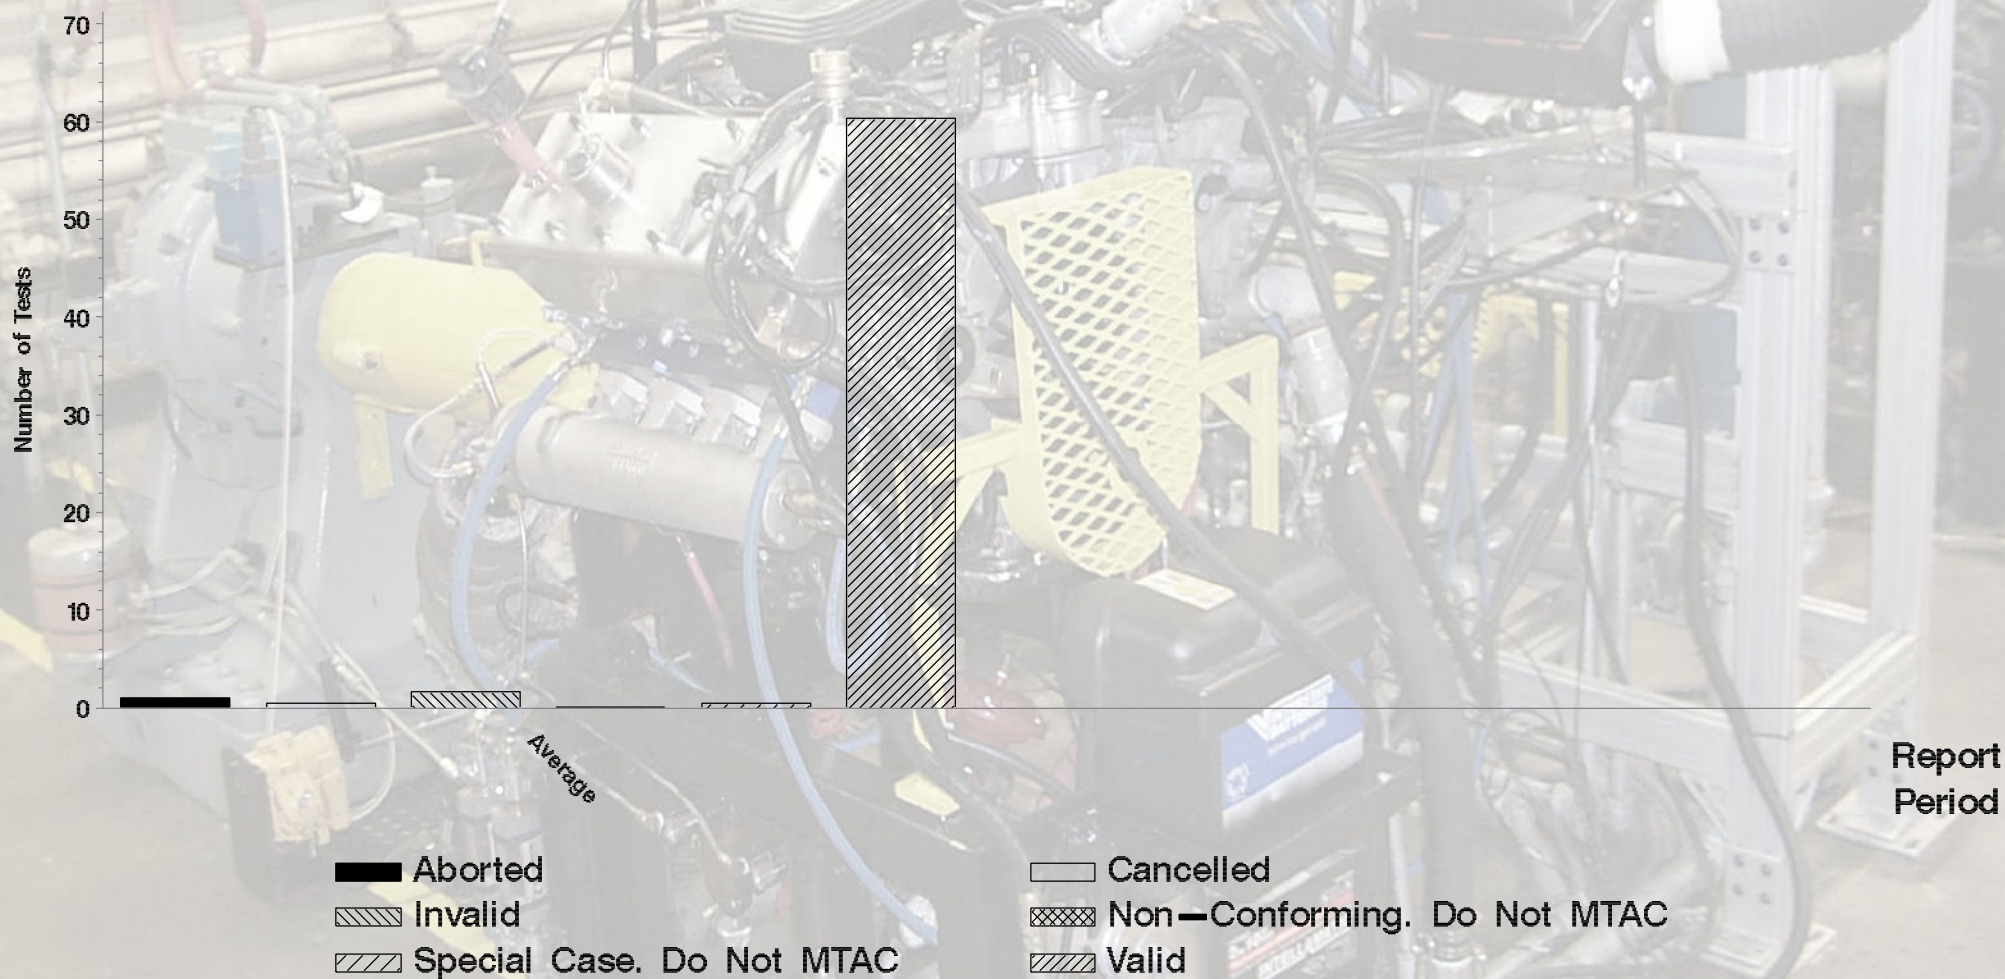 70
60
50
40
30
20
10
0
Number of Tests
Average
Report
Period
Aborted
Cancelled
Invalid
Non-Conforming. Do Not MTAC
Special Case. Do Not MTAC
Valid